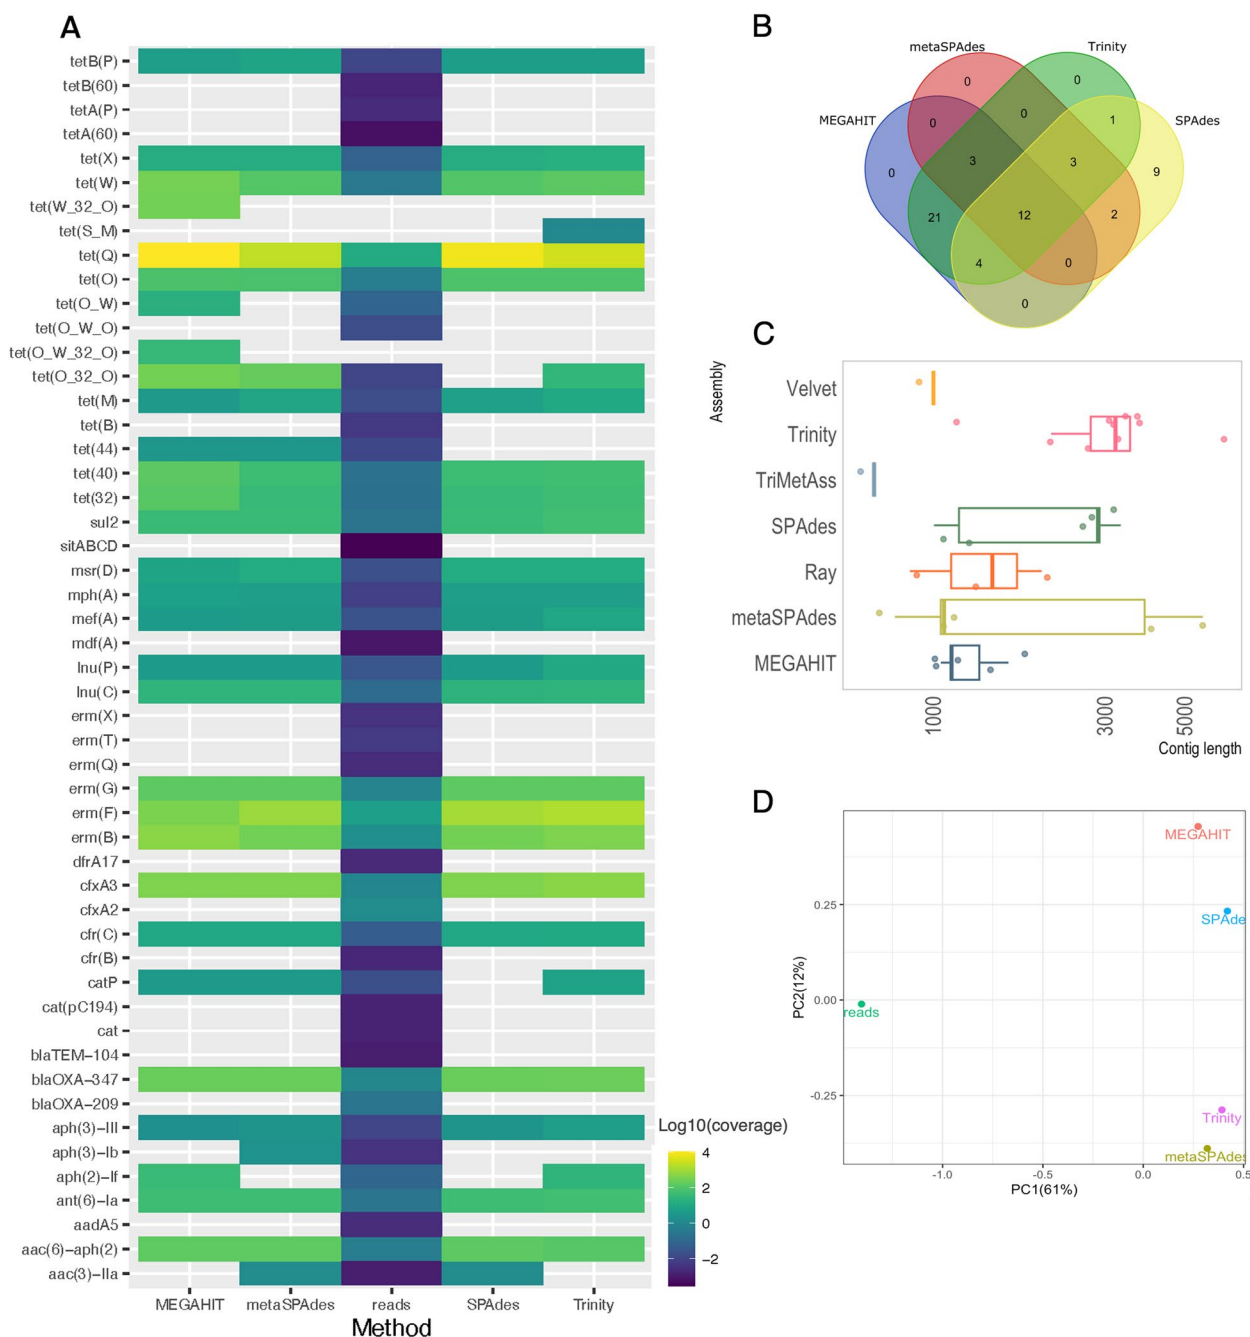 A
tetB(P)
tetB(60)
tetA(P)
tetA(60)
tet(X)
tet(W)
tet(W_32_O)
tet(S_M)
tet(Q)
tet(O)
tet(O_W)
tet(O_W_O)
tet(O_W_32_O)
tet(O_32_O)
tet(M)
tet(B)
tet(44)
tet(40)
tet(32)
sul2
sitABCD
msr(D)
mph(A)
mef(A)
mdf(A)
lnu(P)
lnu(C)
erm(X)
erm(T)
erm(Q)
erm(G)
erm(F)
erm(B)
dfrA17
cfxA3
cfxA2
cfr(C)
cfr(B)
catP
cat(pC194)
cat
blaTEM–104
blaOXA–347
blaOXA–209
aph(3)–III
aph(3)–Ib
aph(2)–If
ant(6)–Ia
aadA5
aac(6)–aph(2)
aac(3)–IIa
MEGAHIT metaSPAdes reads SPAdes Trinity
Method
Log10(coverage)
4
2
0
−2
B
metaSPAdes Trinity
MEGAHIT SPAdes
0 0
0 0 1
0 3 3 9
21 12 2
4 0
0
C
Assembly
Velvet
Trinity
TriMetAss
SPAdes
Ray
metaSPAdes
MEGAHIT
1000 3000 5000
Contig length
D
PC2(12%)
0.25
0.00
-0.25
MEGAHIT
SPAde
reads
Trinity
metaSPAdes
-1.0 -0.5 0.0 0.5
PC1(61%)